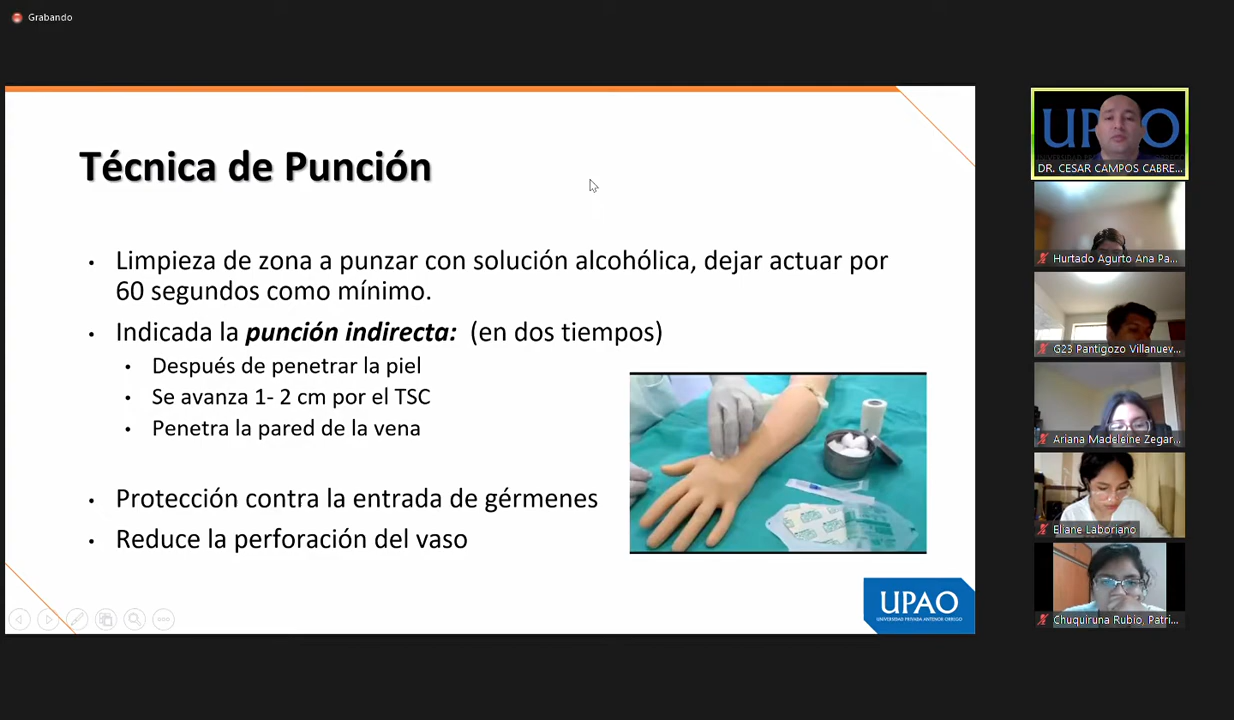 Grabando
Técnica de Punción
• Limpieza de zona a punzar con solución alcohólica, dejar actuar por
60 segundos como mínimo.
• Indicada la punción indirecta: (en dos tiempos)
• Después de penetrar la piel
• Se avanza 1- 2 cm por el TSC
• Penetra la pared de la vena
• Protección contra la entrada de gérmenes
• Reduce la perforación del vaso
UPAO
UNIVERSIDAD PRIVADA ANTENOR ORREGO
UPAO
DR. CESAR CAMPOS CABRE...
Hurtado Agurto Ana Pa...
G23 Pantigozo Villanuev...
Ariana Madeleine Zegar...
Eliane Laboriano
Chuquiruna Rubio, Patri...